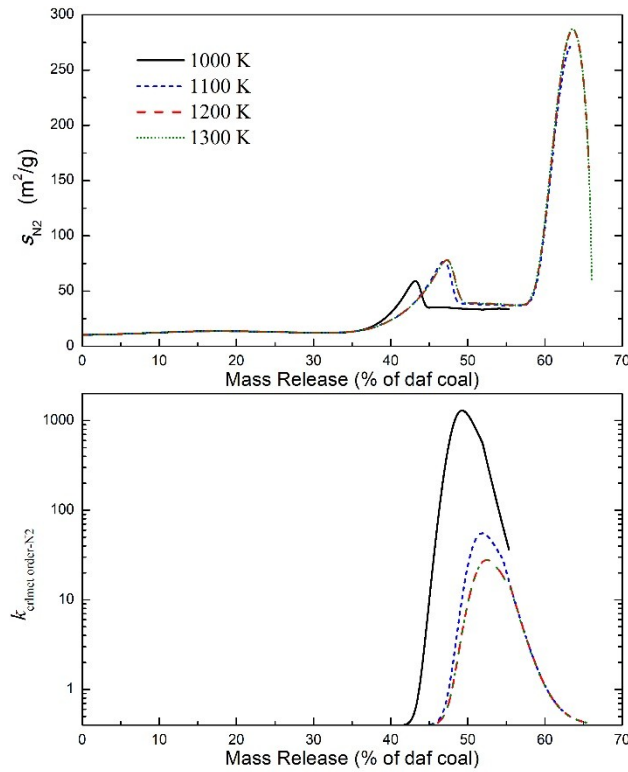 300
250
200
150
100
50
0
s_N2 (m²/g)
1000 K
1100 K
1200 K
1300 K
0 10 20 30 40 50 60 70
Mass Release (% of daf coal)
1000
100
10
1
k_crlmet order-N2
0 10 20 30 40 50 60 70
Mass Release (% of daf coal)